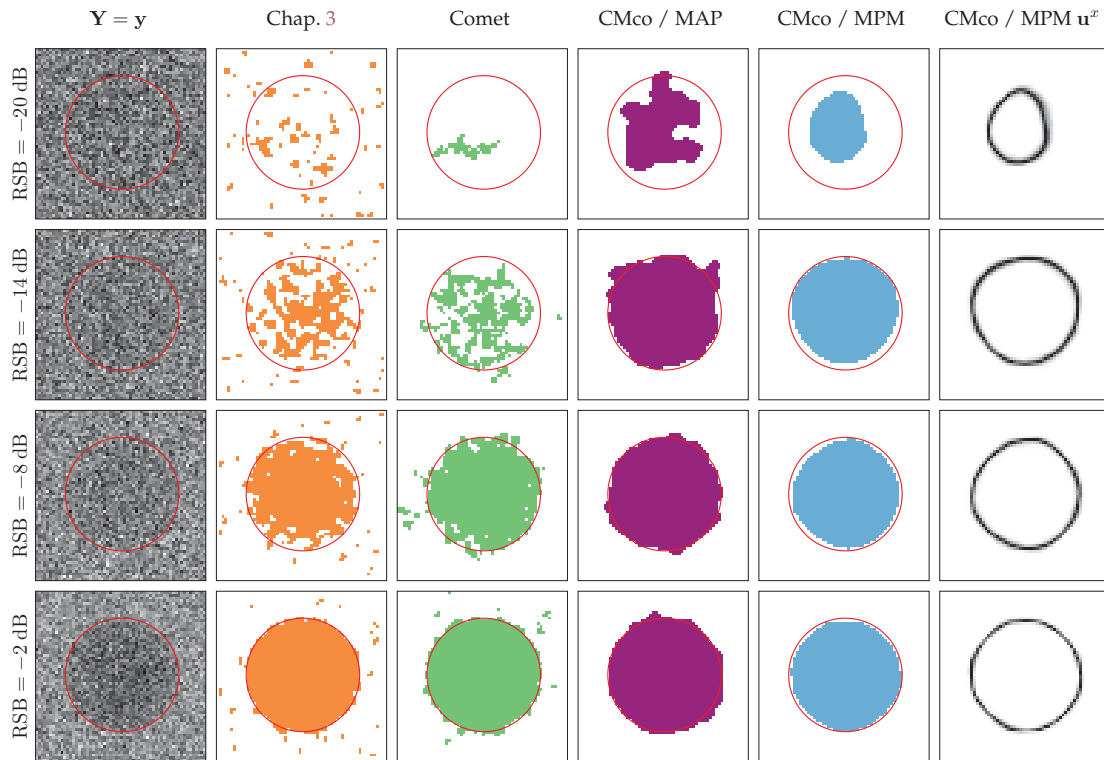 Y = y Chap. 3 Comet CMco / MAP CMco / MPM CMco / MPM uˣ
RSB = −20 dB
RSB = −14 dB
RSB = −8 dB
RSB = −2 dB